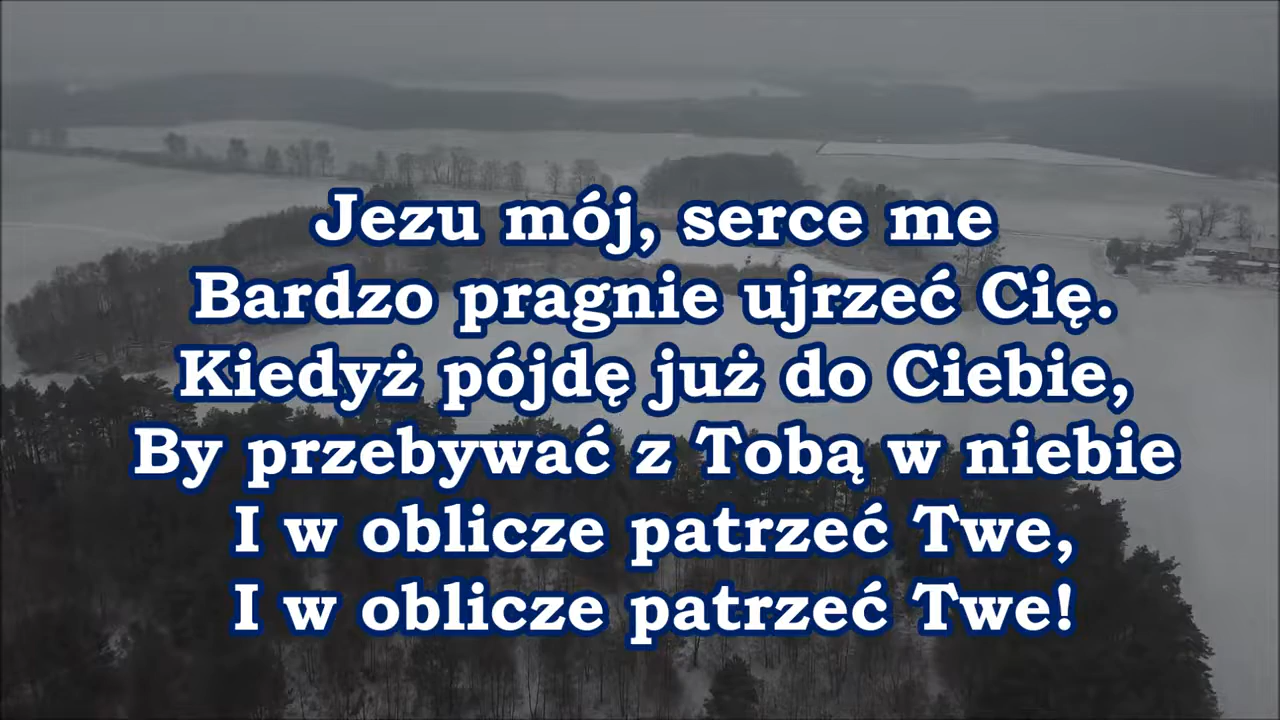 Jezu mój, serce me
Bardzo pragnie ujrzeć Cię.
Kiedyż pójdę już do Ciebie,
By przebywać z Tobą w niebie
I w oblicze patrzeć Twe,
I w oblicze patrzeć Twe!